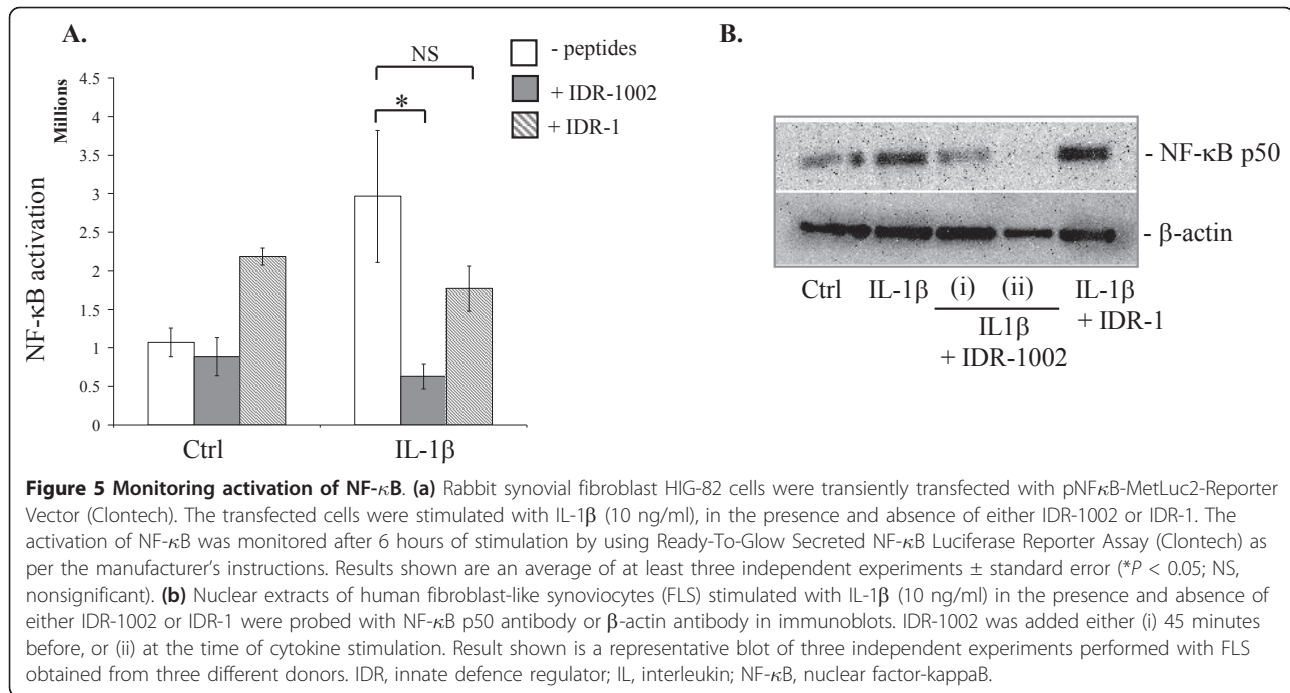 A.
Millions
NF-κB activation
4.5
4
3.5
3
2.5
2
1.5
1
0.5
0
NS
*
- peptides
+ IDR-1002
+ IDR-1
Ctrl
IL-1β
B.
- NF-κB p50
- β-actin
Ctrl
IL-1β
(i)
(ii)
IL1β
+ IDR-1002
IL-1β
+ IDR-1
Figure 5 Monitoring activation of NF-κB. (a) Rabbit synovial fibroblast HIG-82 cells were transiently transfected with pNFκB-MetLuc2-Reporter
Vector (Clontech). The transfected cells were stimulated with IL-1β (10 ng/ml), in the presence and absence of either IDR-1002 or IDR-1. The
activation of NF-κB was monitored after 6 hours of stimulation by using Ready-To-Glow Secreted NF-κB Luciferase Reporter Assay (Clontech) as
per the manufacturer's instructions. Results shown are an average of at least three independent experiments ± standard error (*P < 0.05; NS,
nonsignificant). (b) Nuclear extracts of human fibroblast-like synoviocytes (FLS) stimulated with IL-1β (10 ng/ml) in the presence and absence of
either IDR-1002 or IDR-1 were probed with NF-κB p50 antibody or β-actin antibody in immunoblots. IDR-1002 was added either (i) 45 minutes
before, or (ii) at the time of cytokine stimulation. Result shown is a representative blot of three independent experiments performed with FLS
obtained from three different donors. IDR, innate defence regulator; IL, interleukin; NF-κB, nuclear factor-kappaB.